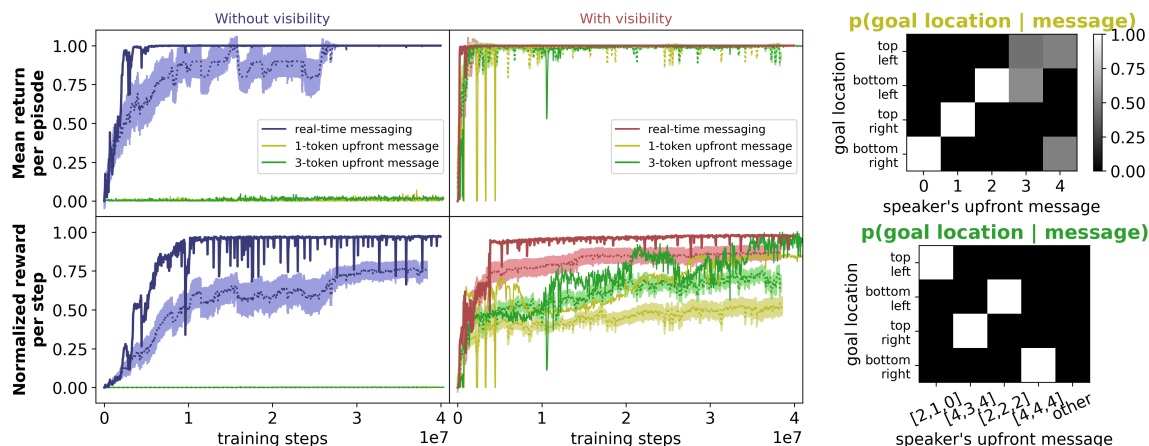 Without visibility
With visibility
Mean return
per episode
1.00
0.75
0.50
0.25
0.00
real-time messaging
1-token upfront message
3-token upfront message
real-time messaging
1-token upfront message
3-token upfront message
Normalized reward
per step
1.00
0.75
0.50
0.25
0.00
0 1 2 3 4
1e7
training steps
0 1 2 3 4
1e7
training steps
p(goal location | message)
goal location
top
left
bottom
left
top
right
bottom
right
0 1 2 3 4
speaker's upfront message
1.00
0.75
0.50
0.25
0.00
p(goal location | message)
goal location
top
left
bottom
left
top
right
bottom
right
[2,1,0] [4,3,4] [2,2,2] [4,4,4] other
speaker's upfront message